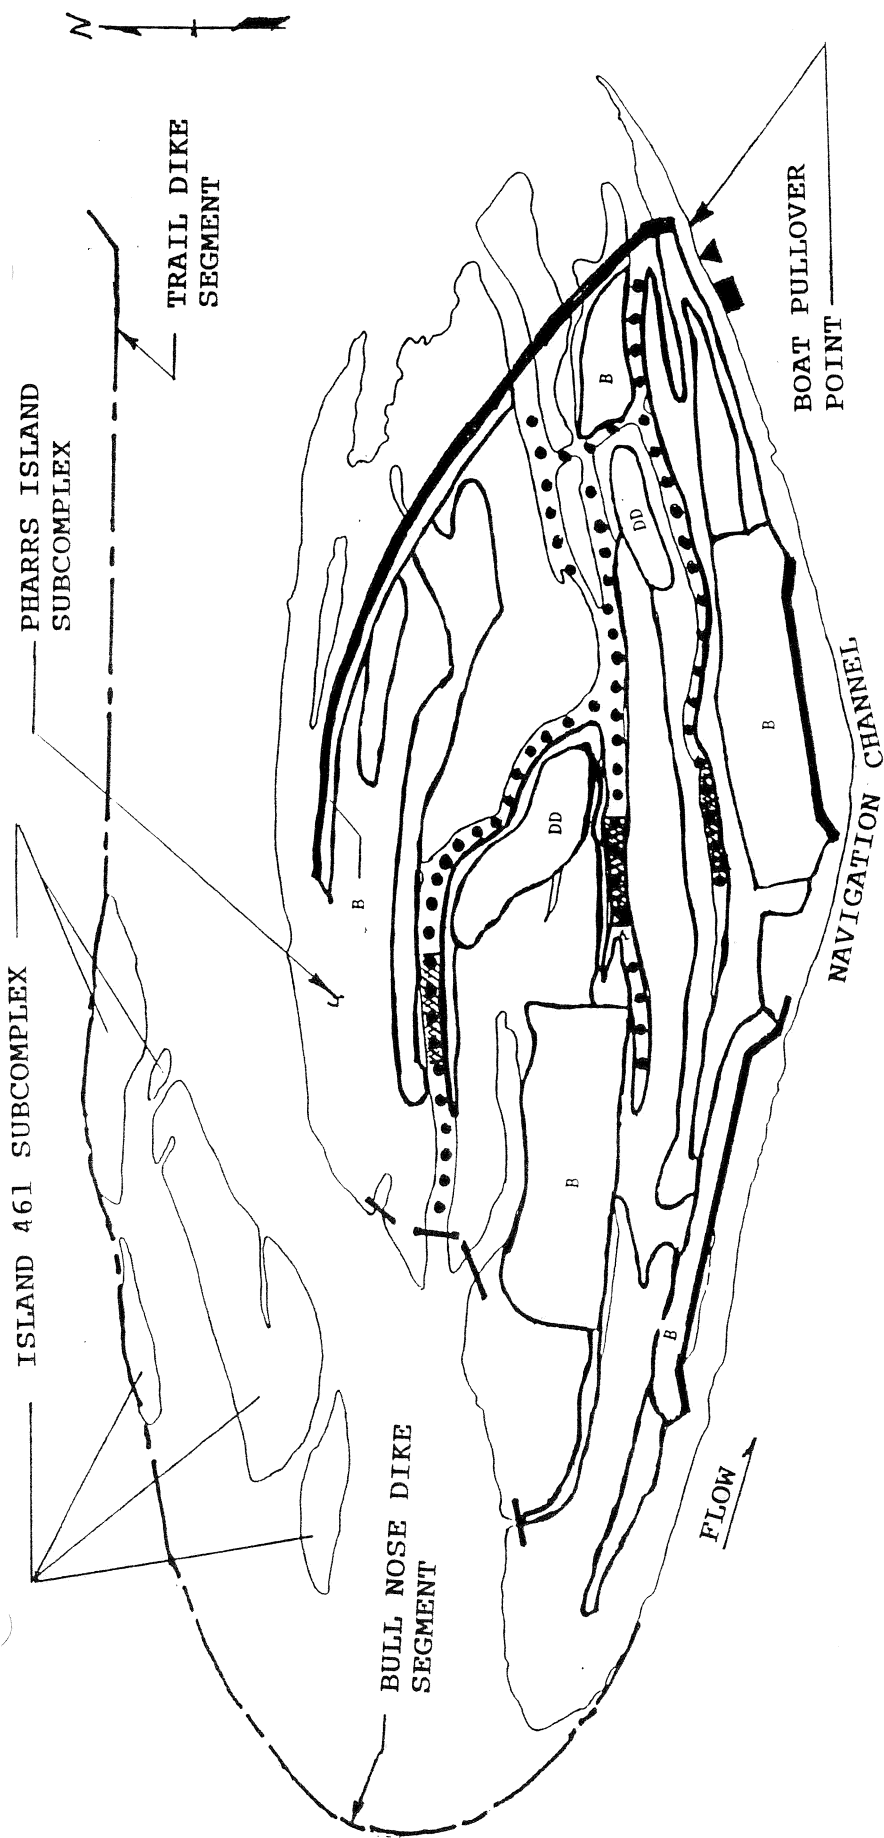 N
TRAIL DIKE
SEGMENT
PHARRS ISLAND
SUBCOMPLEX
ISLAND 461 SUBCOMPLEX
BOAT PULLOVER
POINT
NAVIGATION CHANNEL
FLOW
BULL NOSE DIKE
SEGMENT
B
B
B
B
B
DD
DD